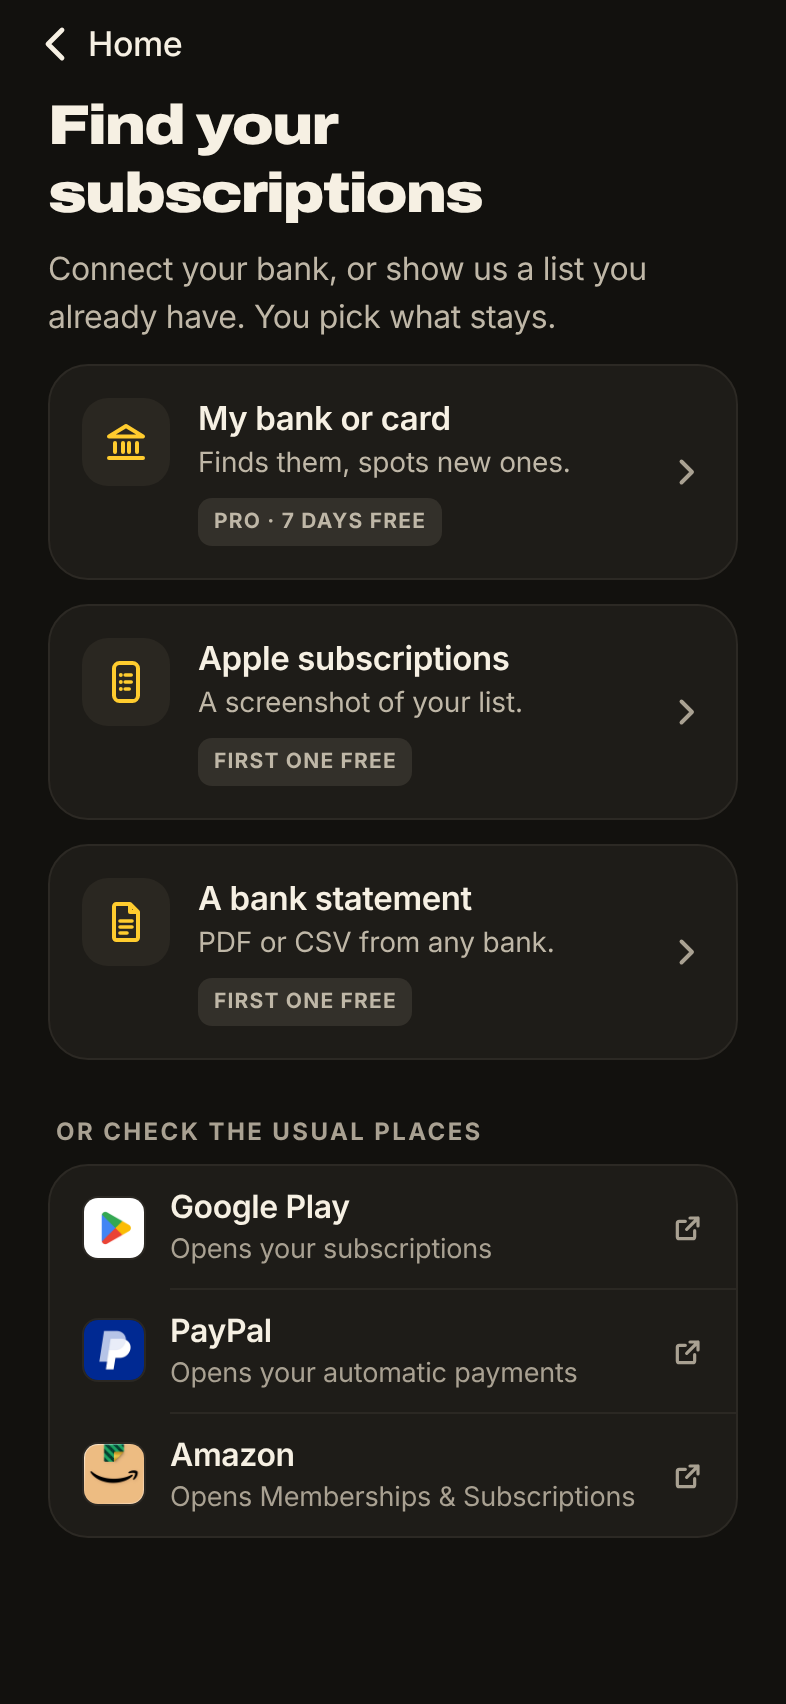 Home
Find your
subscriptions
Connect your bank, or show us a list you
already have. You pick what stays.
My bank or card
Finds them, spots new ones.
PRO · 7 DAYS FREE
Apple subscriptions
A screenshot of your list.
FIRST ONE FREE
A bank statement
PDF or CSV from any bank.
FIRST ONE FREE
OR CHECK THE USUAL PLACES
Google Play
Opens your subscriptions
PayPal
Opens your automatic payments
Amazon
Opens Memberships & Subscriptions